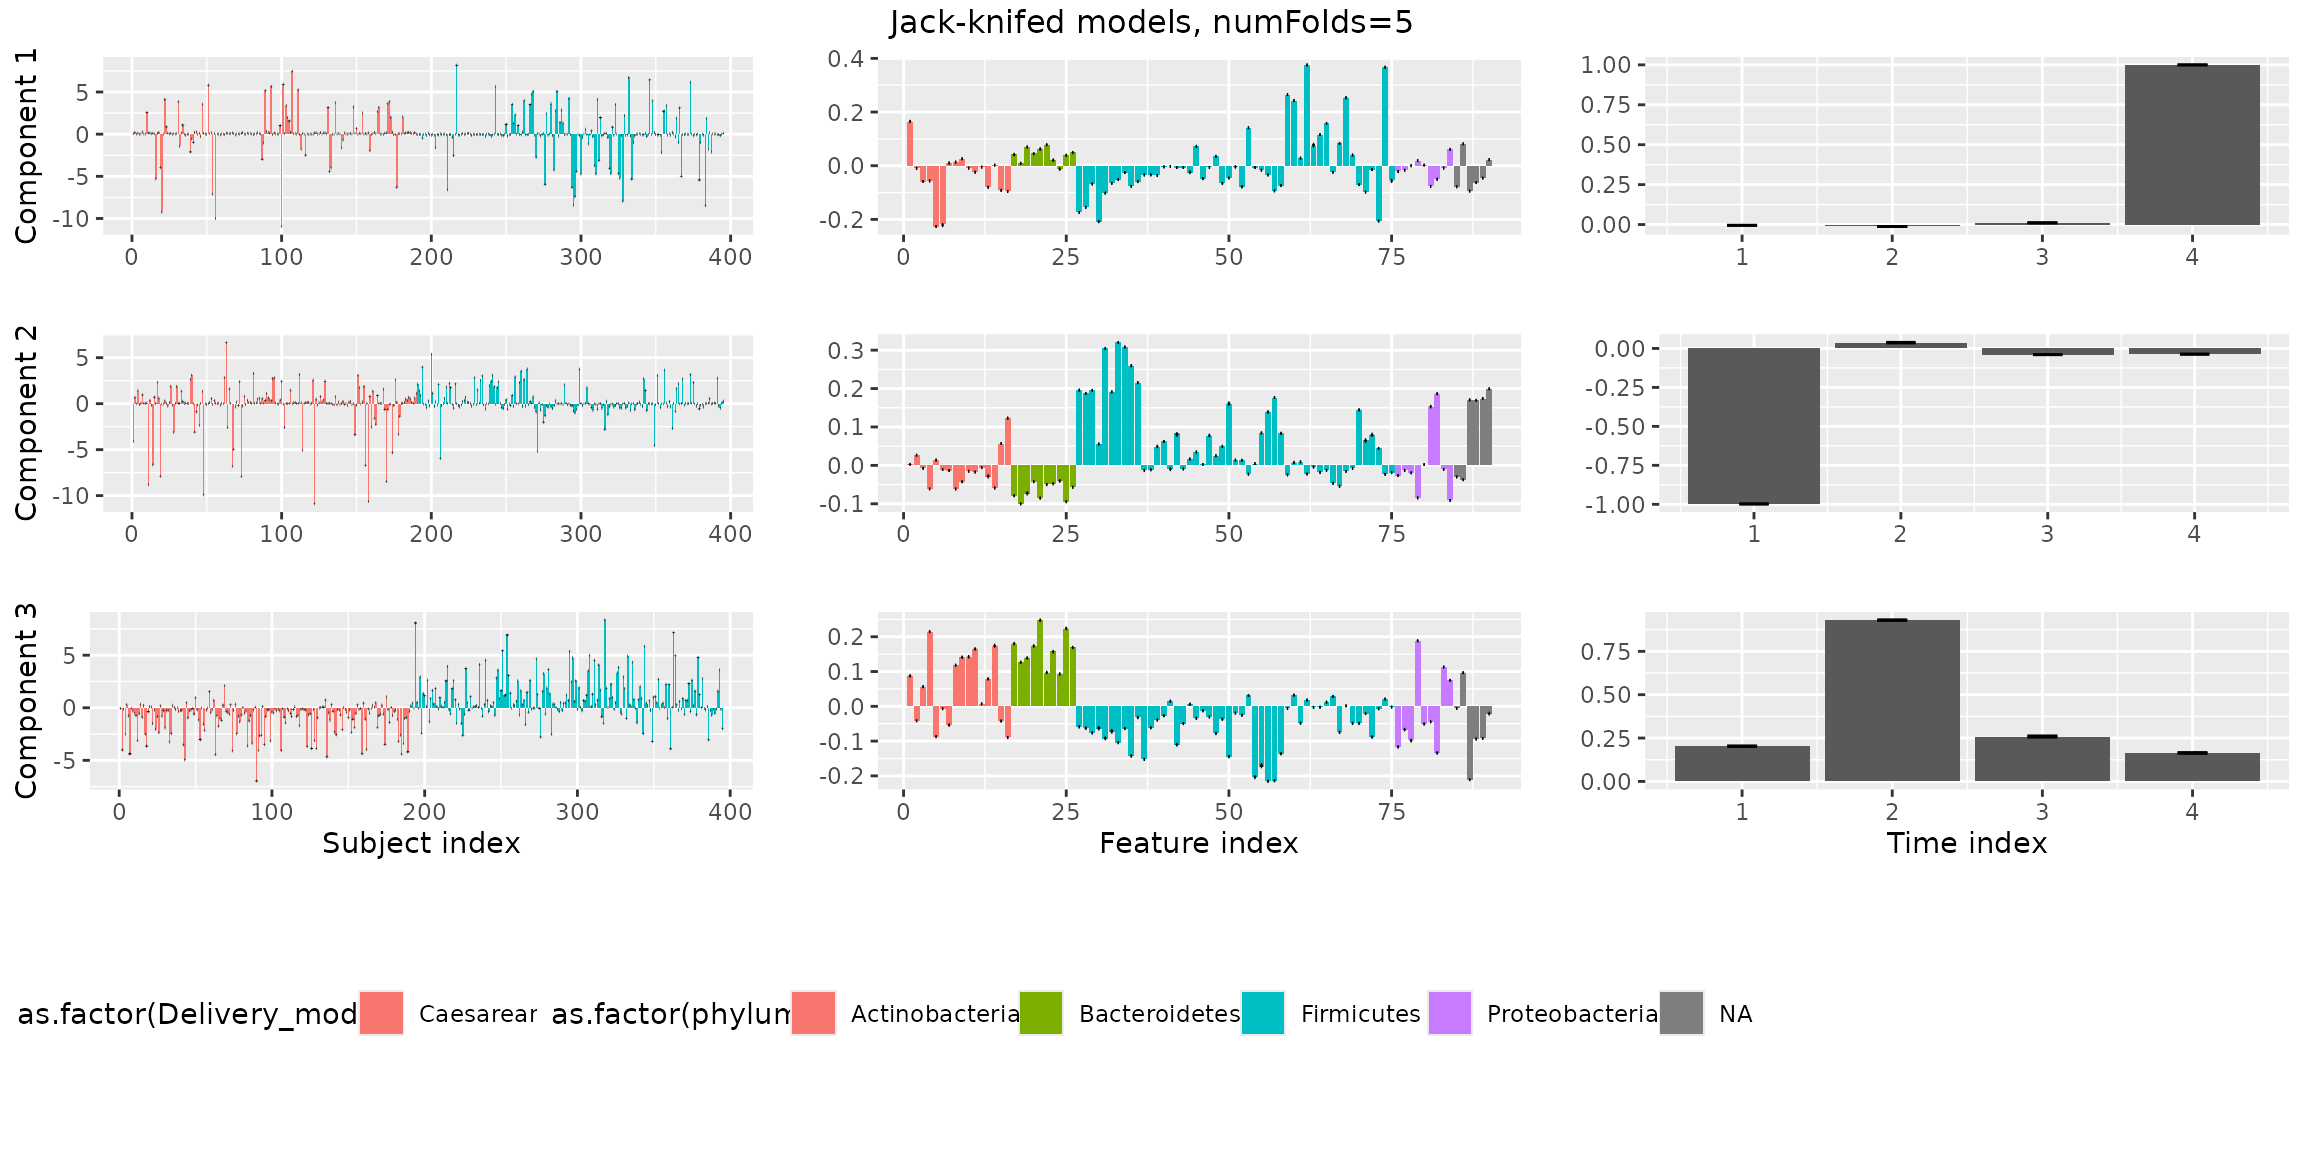 Jack-knifed models, numFolds=5
Component 1
5
0
-5
-10
0 100 200 300 400
0.4
0.2
0.0
-0.2
0 25 50 75
1.00
0.75
0.50
0.25
0.00
1 2 3 4
Component 2
5
0
-5
-10
0 100 200 300 400
0.3
0.2
0.1
0.0
-0.1
0 25 50 75
0.00
-0.25
-0.50
-0.75
-1.00
1 2 3 4
Component 3
5
0
-5
0 100 200 300 400
Subject index
0.2
0.1
0.0
-0.1
-0.2
0 25 50 75
Feature index
0.75
0.50
0.25
0.00
1 2 3 4
Time index
as.factor(Delivery_mod Caesarear as.factor(phylum Actinobacteria Bacteroidetes Firmicutes Proteobacteria NA